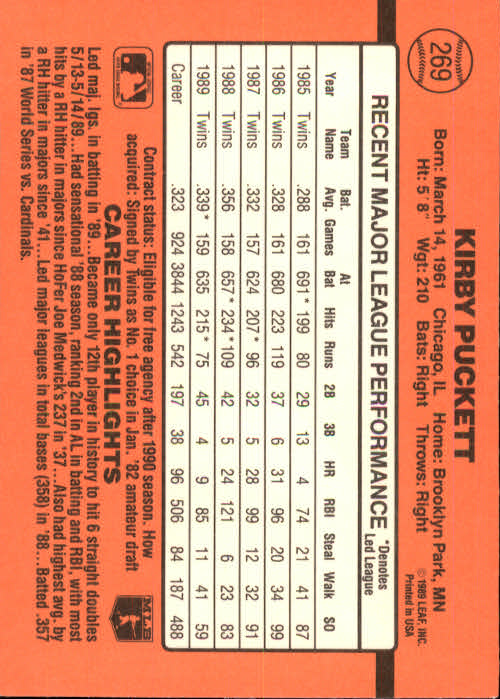 269
KIRBY PUCKETT
Born: March 14, 1961 Chicago, IL Home: Brooklyn Park, MN
Ht: 5' 8" Wgt: 210 Bats: Right Throws: Right
© 1989 LEAF, INC.
Printed in USA
RECENT MAJOR LEAGUE PERFORMANCE *Denotes Led League
Year Team Name Bat. Avg. Games At Bat Hits Runs 2B 3B HR RBI Steal Walk SO
1985 Twins .288 161 691* 199 80 29 13 4 74 21 41 87
1986 Twins .328 161 680 223 119 37 6 31 96 20 34 99
1987 Twins .332 157 624 207* 96 32 5 28 99 12 32 91
1988 Twins .356 158 657* 234* 109 42 5 24 121 6 23 83
1989 Twins .339* 159 635 215* 75 45 4 9 85 11 41 59
Career .323 924 3844 1243 542 197 38 96 506 84 187 488
Contract status: Eligible for free agency after 1990 season. How
acquired: Signed by Twins as No. 1 choice in Jan. '82 amateur draft
CAREER HIGHLIGHTS
MLB
Led maj. lgs. in batting in '89...Became only 12th player in history to hit 6 straight doubles
5/13-5/14/89...Had sensational '88 season, ranking 2nd in AL in batting and RBI, with most
hits by a RH hitter in majors since HoFer Joe Medwick's 237 in '37...Also had highest avg. by
a RH hitter in majors since '41...Led major leagues in total bases (358) in '88...Batted .357
in '87 World Series vs. Cardinals.